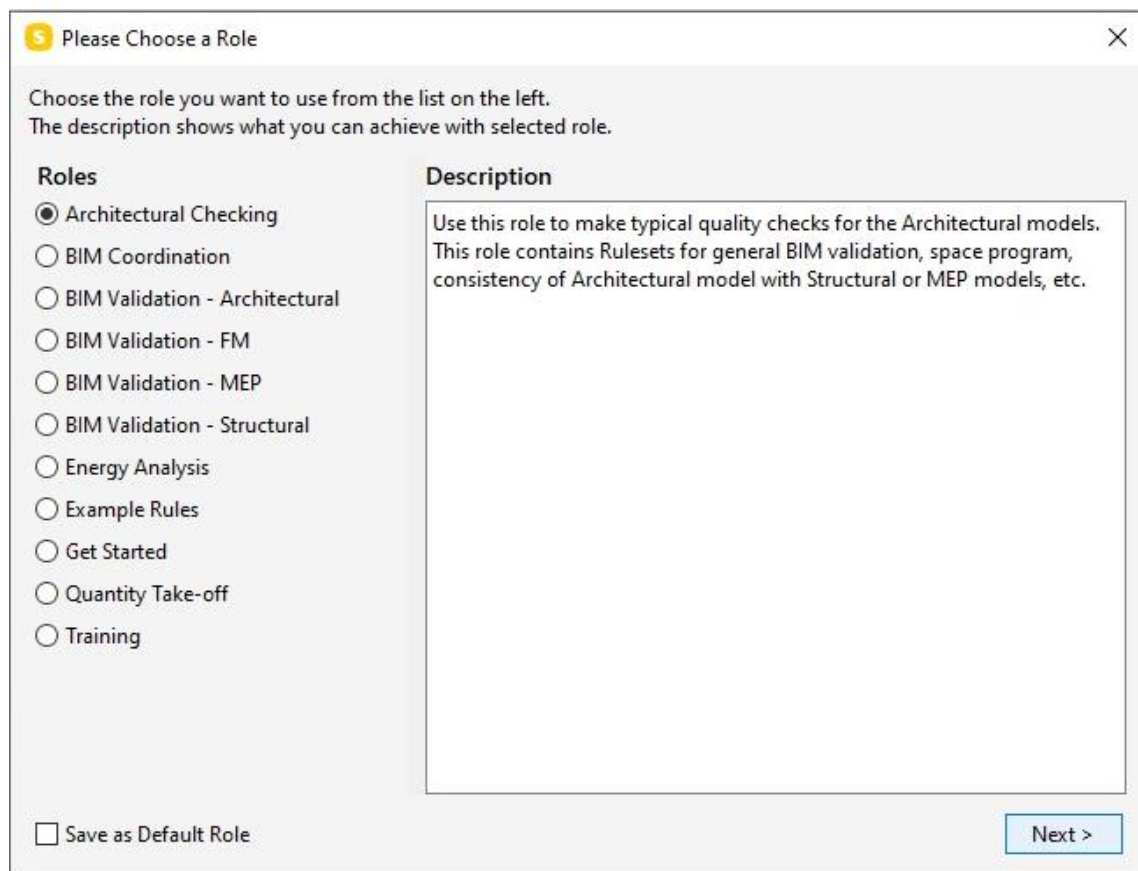 S Please Choose a Role
Choose the role you want to use from the list on the left.
The description shows what you can achieve with selected role.
Roles
Architectural Checking
BIM Coordination
BIM Validation - Architectural
BIM Validation - FM
BIM Validation - MEP
BIM Validation - Structural
Energy Analysis
Example Rules
Get Started
Quantity Take-off
Training
Description
Use this role to make typical quality checks for the Architectural models.
This role contains Rulesets for general BIM validation, space program,
consistency of Architectural model with Structural or MEP models, etc.
Save as Default Role
Next >